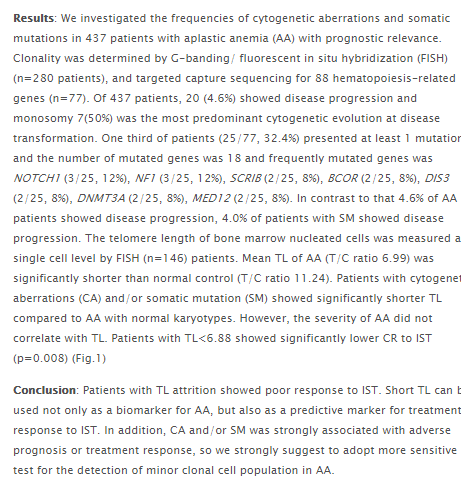 Results: We investigated the frequencies of cytogenetic aberrations and somatic
mutations in 437 patients with aplastic anemia (AA) with prognostic relevance.
Clonality was determined by G-banding/ fluorescent in situ hybridization (FISH)
(n=280 patients), and targeted capture sequencing for 88 hematopoiesis-related
genes (n=77). Of 437 patients, 20 (4.6%) showed disease progression and
monosomy 7(50%) was the most predominant cytogenetic evolution at disease
transformation. One third of patients (25/77, 32.4%) presented at least 1 mutation
and the number of mutated genes was 18 and frequently mutated genes was
NOTCH1 (3/25, 12%), NF1 (3/25, 12%), SCRIB (2/25, 8%), BCOR (2/25, 8%), DIS3
(2/25, 8%), DNMT3A (2/25, 8%), MED12 (2/25, 8%). In contrast to that 4.6% of AA
patients showed disease progression, 4.0% of patients with SM showed disease
progression. The telomere length of bone marrow nucleated cells was measured a
single cell level by FISH (n=146) patients. Mean TL of AA (T/C ratio 6.99) was
significantly shorter than normal control (T/C ratio 11.24). Patients with cytogenet
aberrations (CA) and/or somatic mutation (SM) showed significantly shorter TL
compared to AA with normal karyotypes. However, the severity of AA did not
correlate with TL. Patients with TL<6.88 showed significantly lower CR to IST
(p=0.008) (Fig.1)
Conclusion: Patients with TL attrition showed poor response to IST. Short TL can b
used not only as a biomarker for AA, but also as a predictive marker for treatment
response to IST. In addition, CA and/or SM was strongly associated with adverse
prognosis or treatment response, so we strongly suggest to adopt more sensitive
test for the detection of minor clonal cell population in AA.